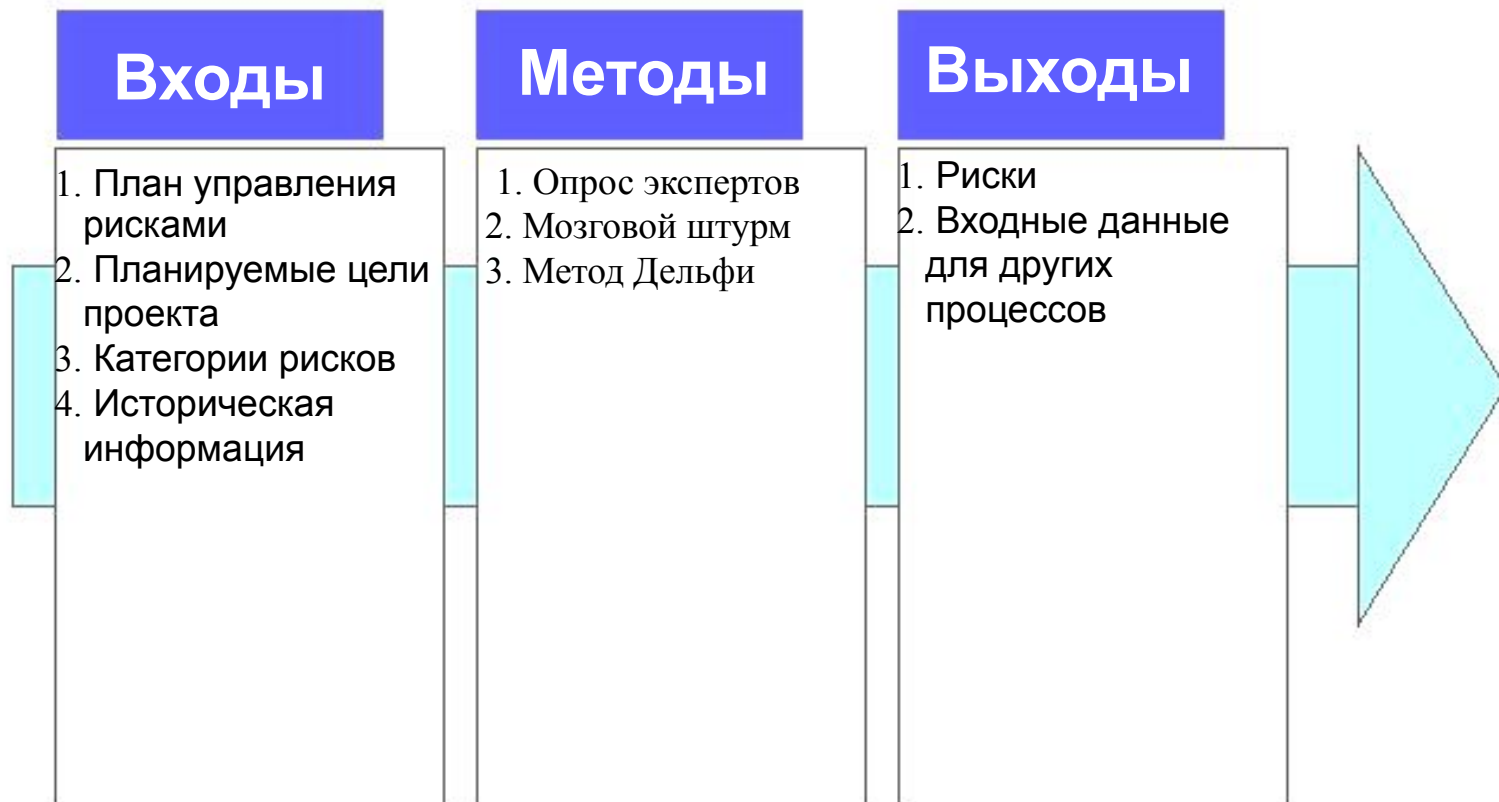 Входы
1. План управления
рисками
2. Планируемые цели
проекта
3. Категории рисков
4. Историческая
информация
Методы
1. Опрос экспертов
2. Мозговой штурм
3. Метод Дельфи
Выходы
1. Риски
2. Входные данные
для других
процессов